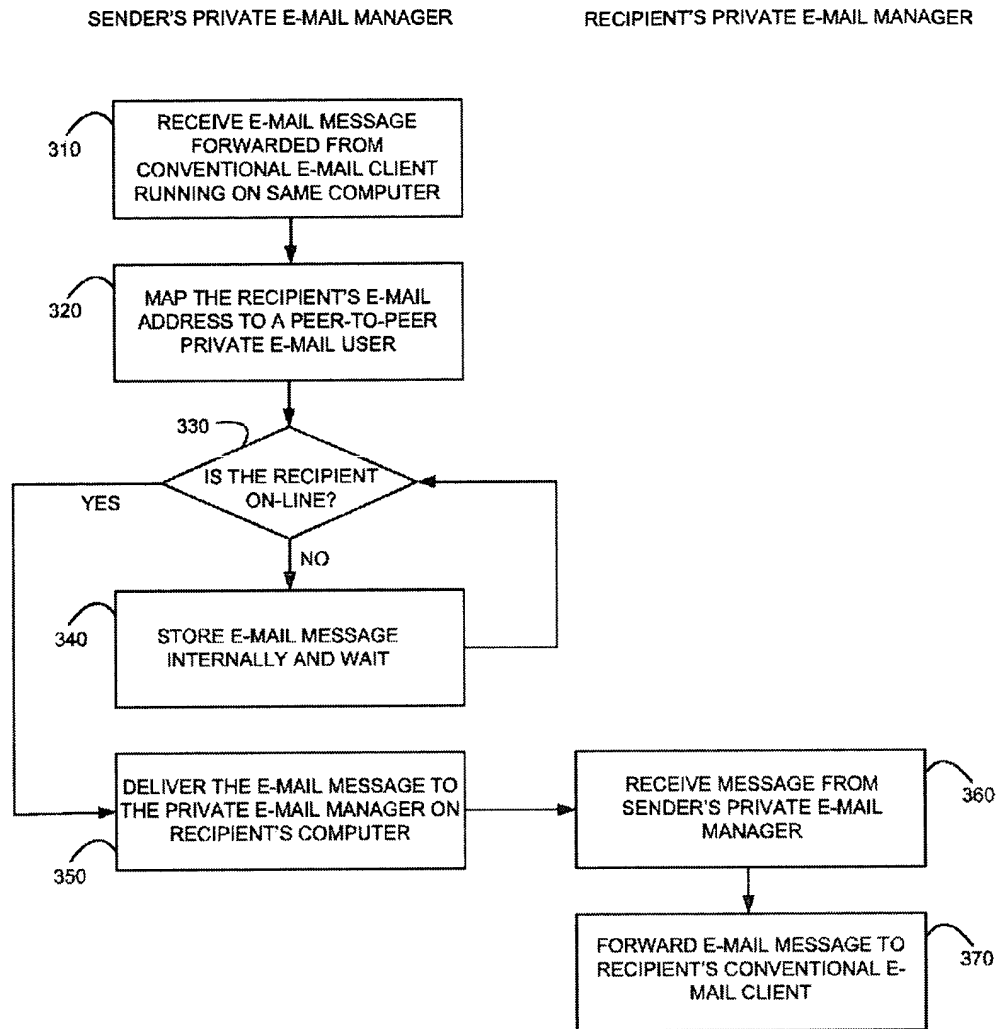 SENDER'S PRIVATE E-MAIL MANAGER
RECIPIENT'S PRIVATE E-MAIL MANAGER
310
RECEIVE E-MAIL MESSAGE
FORWARDED FROM
CONVENTIONAL E-MAIL CLIENT
RUNNING ON SAME COMPUTER
320
MAP THE RECIPIENT'S E-MAIL
ADDRESS TO A PEER-TO-PEER
PRIVATE E-MAIL USER
330
IS THE RECIPIENT
ON-LINE?
YES
NO
340
STORE E-MAIL MESSAGE
INTERNALLY AND WAIT
DELIVER THE E-MAIL MESSAGE TO
THE PRIVATE E-MAIL MANAGER ON
RECIPIENT'S COMPUTER
350
RECEIVE MESSAGE FROM
SENDER'S PRIVATE E-MAIL
MANAGER
360
FORWARD E-MAIL MESSAGE TO
RECIPIENT'S CONVENTIONAL E-
MAIL CLIENT
370